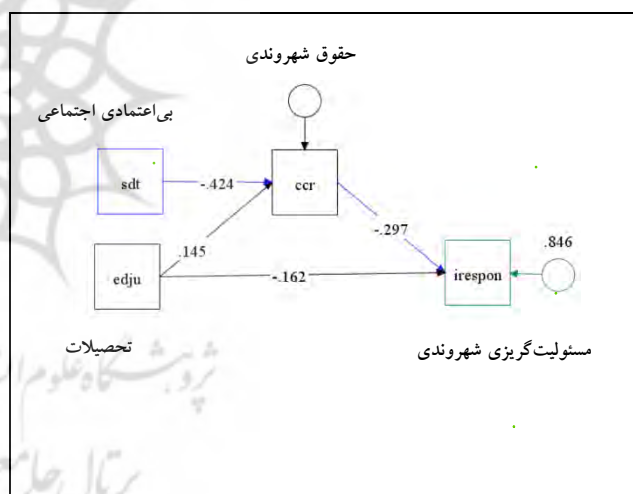 حقوق شهروندی
بی‌اعتمادی اجتماعی
sdt
-.424
ccr
-.297
.145
.846
edju
-.162
irespon
تحصیلات
مسئولیت‌گریزی شهروندی